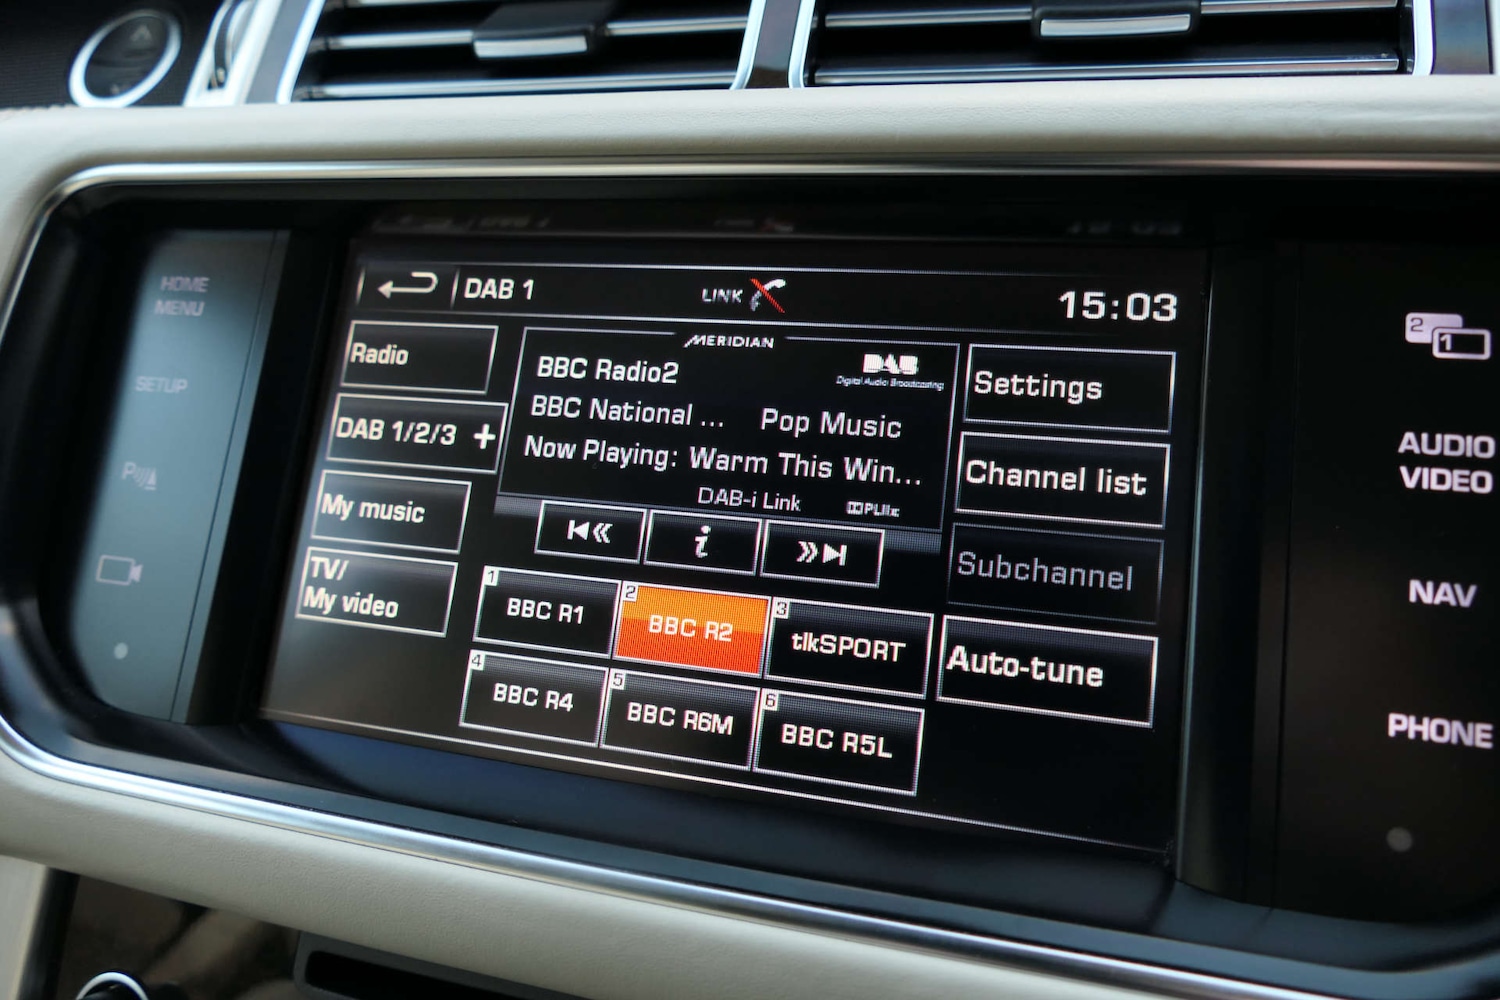 HOME
MENU
SETUP
P
DAB 1
LINK
15:03
Radio
DAB 1/2/3 +
My music
TV/
My video
MERIDIAN
BBC Radio2
DAB
Digital Audio Broadcasting
BBC National ... Pop Music
Now Playing: Warm This Win...
DAB-i Link
PLIIx
i
1 BBC R1
2 BBC R2
3 tlkSPORT
4 BBC R4
5 BBC R6M
6 BBC R5L
Settings
Channel list
Subchannel
Auto-tune
2
1
AUDIO
VIDEO
NAV
PHONE